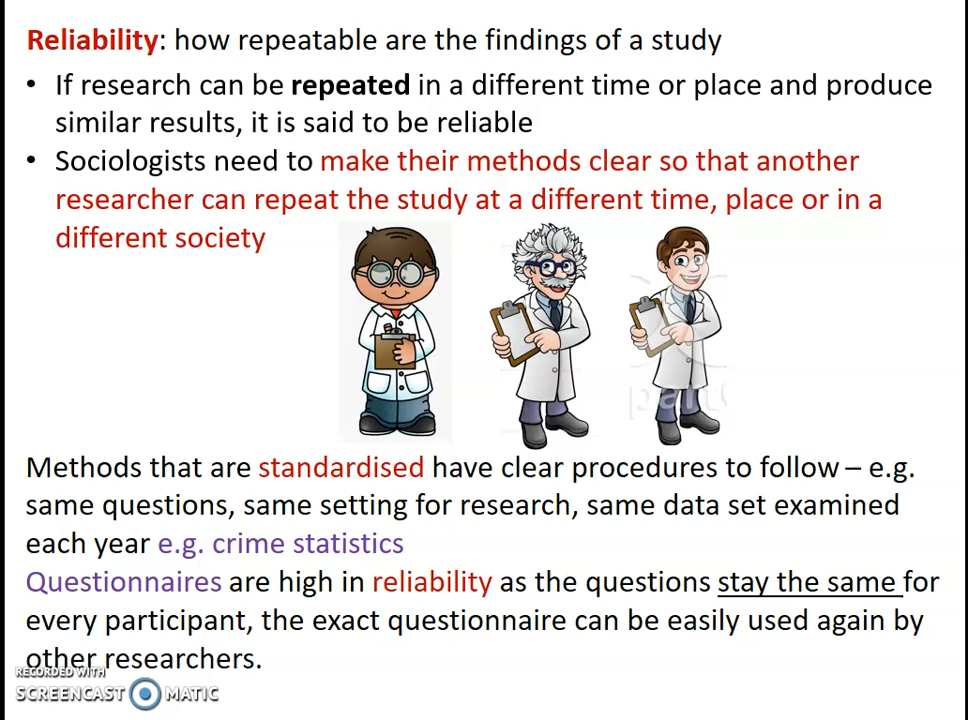 Reliability: how repeatable are the findings of a study
• If research can be repeated in a different time or place and produce
similar results, it is said to be reliable
• Sociologists need to make their methods clear so that another
researcher can repeat the study at a different time, place or in a
different society
Methods that are standardised have clear procedures to follow – e.g.
same questions, same setting for research, same data set examined
each year e.g. crime statistics
Questionnaires are high in reliability as the questions stay the same for
every participant, the exact questionnaire can be easily used again by
other researchers.
RECORDED WITH
SCREENCAST MATIC